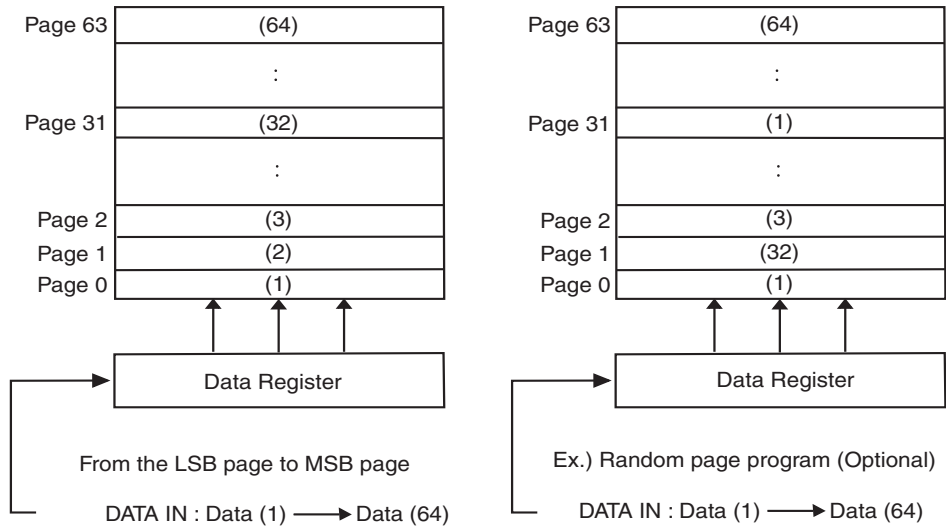 Page 63 (64)
:
Page 31 (32)
:
Page 2 (3)
Page 1 (2)
Page 0 (1)
Data Register
From the LSB page to MSB page
DATA IN : Data (1) Data (64)
Page 63 (64)
:
Page 31 (1)
:
Page 2 (3)
Page 1 (32)
Page 0 (1)
Data Register
Ex.) Random page program (Optional)
DATA IN : Data (1) Data (64)